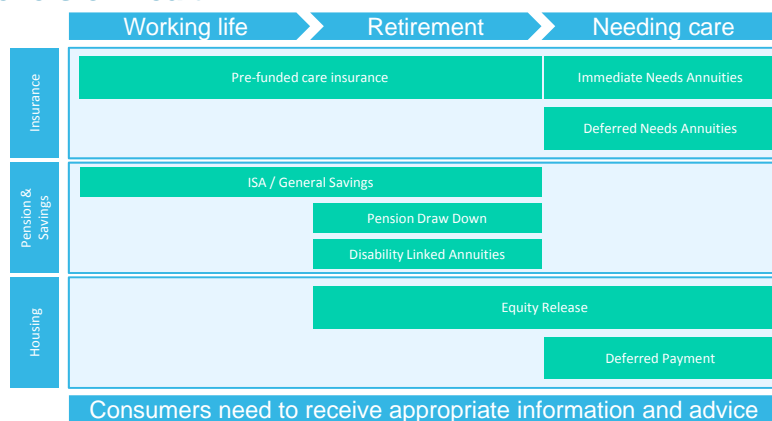 Working life
Retirement
Needing care
Insurance
Pre-funded care insurance
Immediate Needs Annuities
Deferred Needs Annuities
Pension &
Savings
ISA / General Savings
Pension Draw Down
Disability Linked Annuities
Housing
Equity Release
Deferred Payment
Consumers need to receive appropriate information and advice